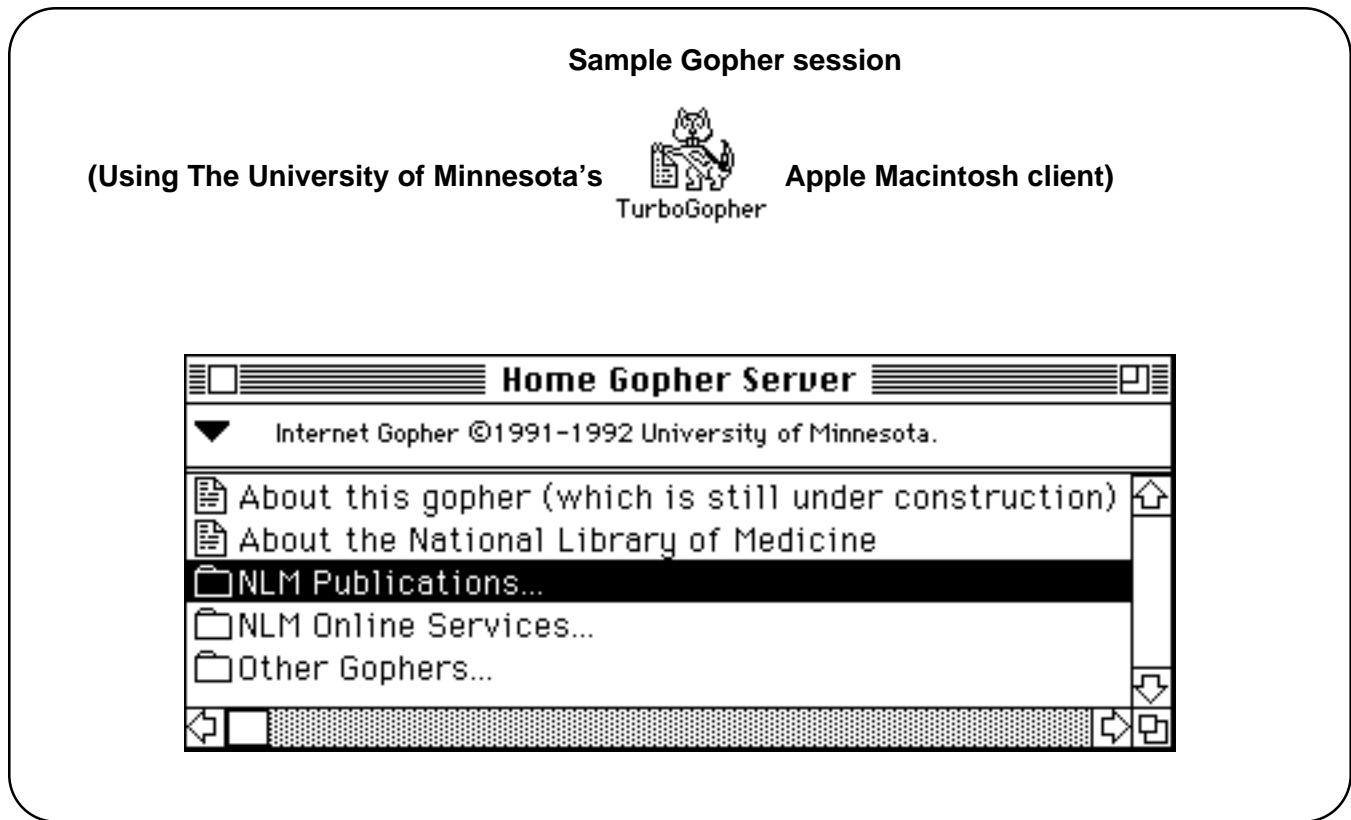 Sample Gopher session
(Using The University of Minnesota’s TurboGopher Apple Macintosh client)
Home Gopher Server
Internet Gopher ©1991-1992 University of Minnesota.
About this gopher (which is still under construction)
About the National Library of Medicine
NLM Publications...
NLM Online Services...
Other Gophers...